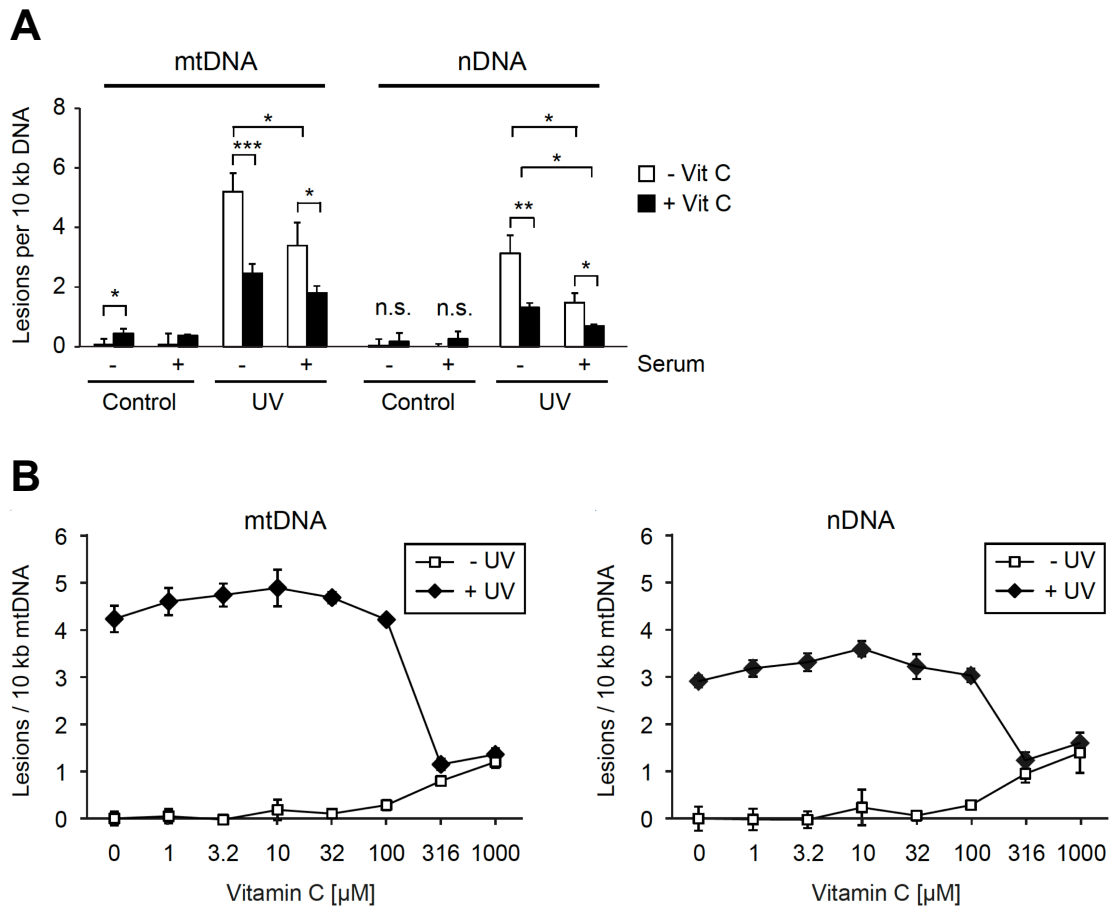 A
mtDNA nDNA
Lesions per 10 kb DNA
8
6
4
2
0
* *** * * * * ** * n.s. n.s.
- Vit C
+ Vit C
- + - + - + - + Serum
Control UV Control UV
B
mtDNA
Lesions / 10 kb mtDNA
6
5
4
3
2
1
0
- UV
+ UV
0 1 3.2 10 32 100 316 1000
Vitamin C [µM]
nDNA
Lesions / 10 kb mtDNA
6
5
4
3
2
1
0
- UV
+ UV
0 1 3.2 10 32 100 316 1000
Vitamin C [µM]